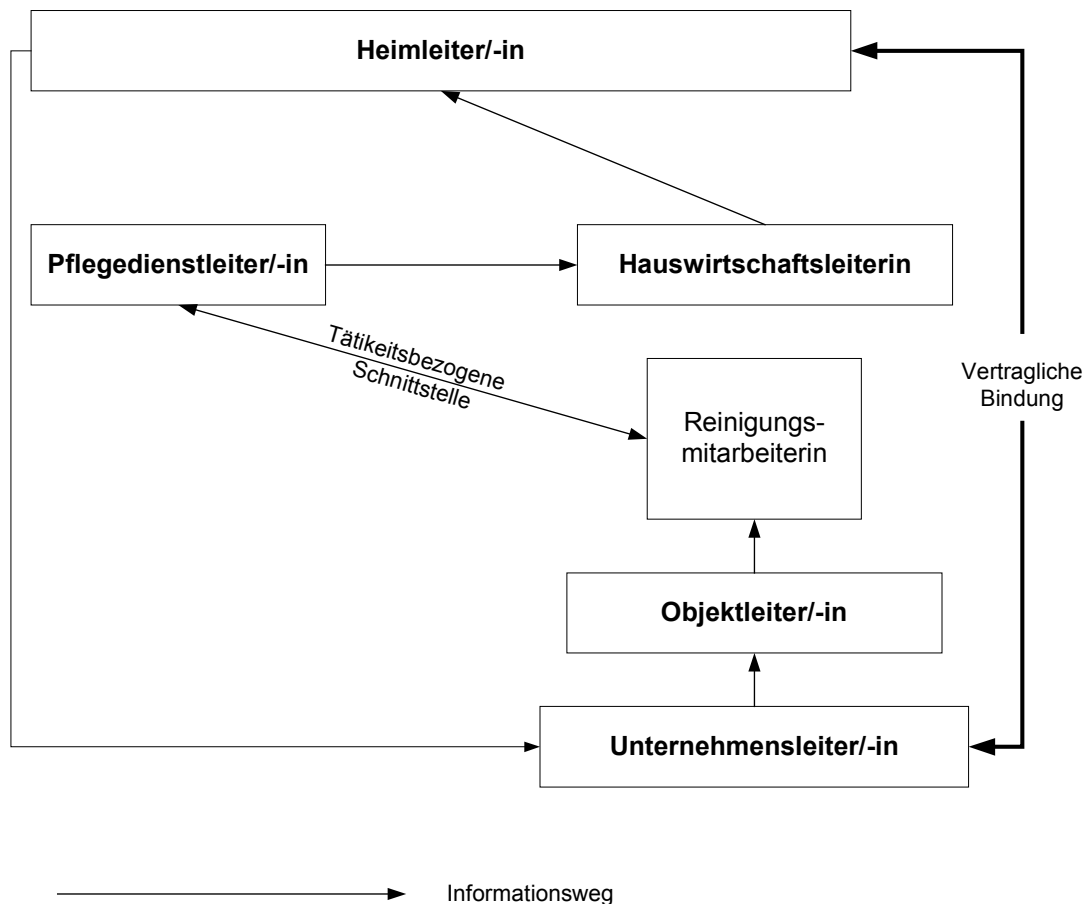 Heimleiter/-in
Pflegedienstleiter/-in
Hauswirtschaftsleiterin
Tätikeitsbezogene
Schnittstelle
Vertragliche
Bindung
Reinigungs-
mitarbeiterin
Objektleiter/-in
Unternehmensleiter/-in
Informationsweg